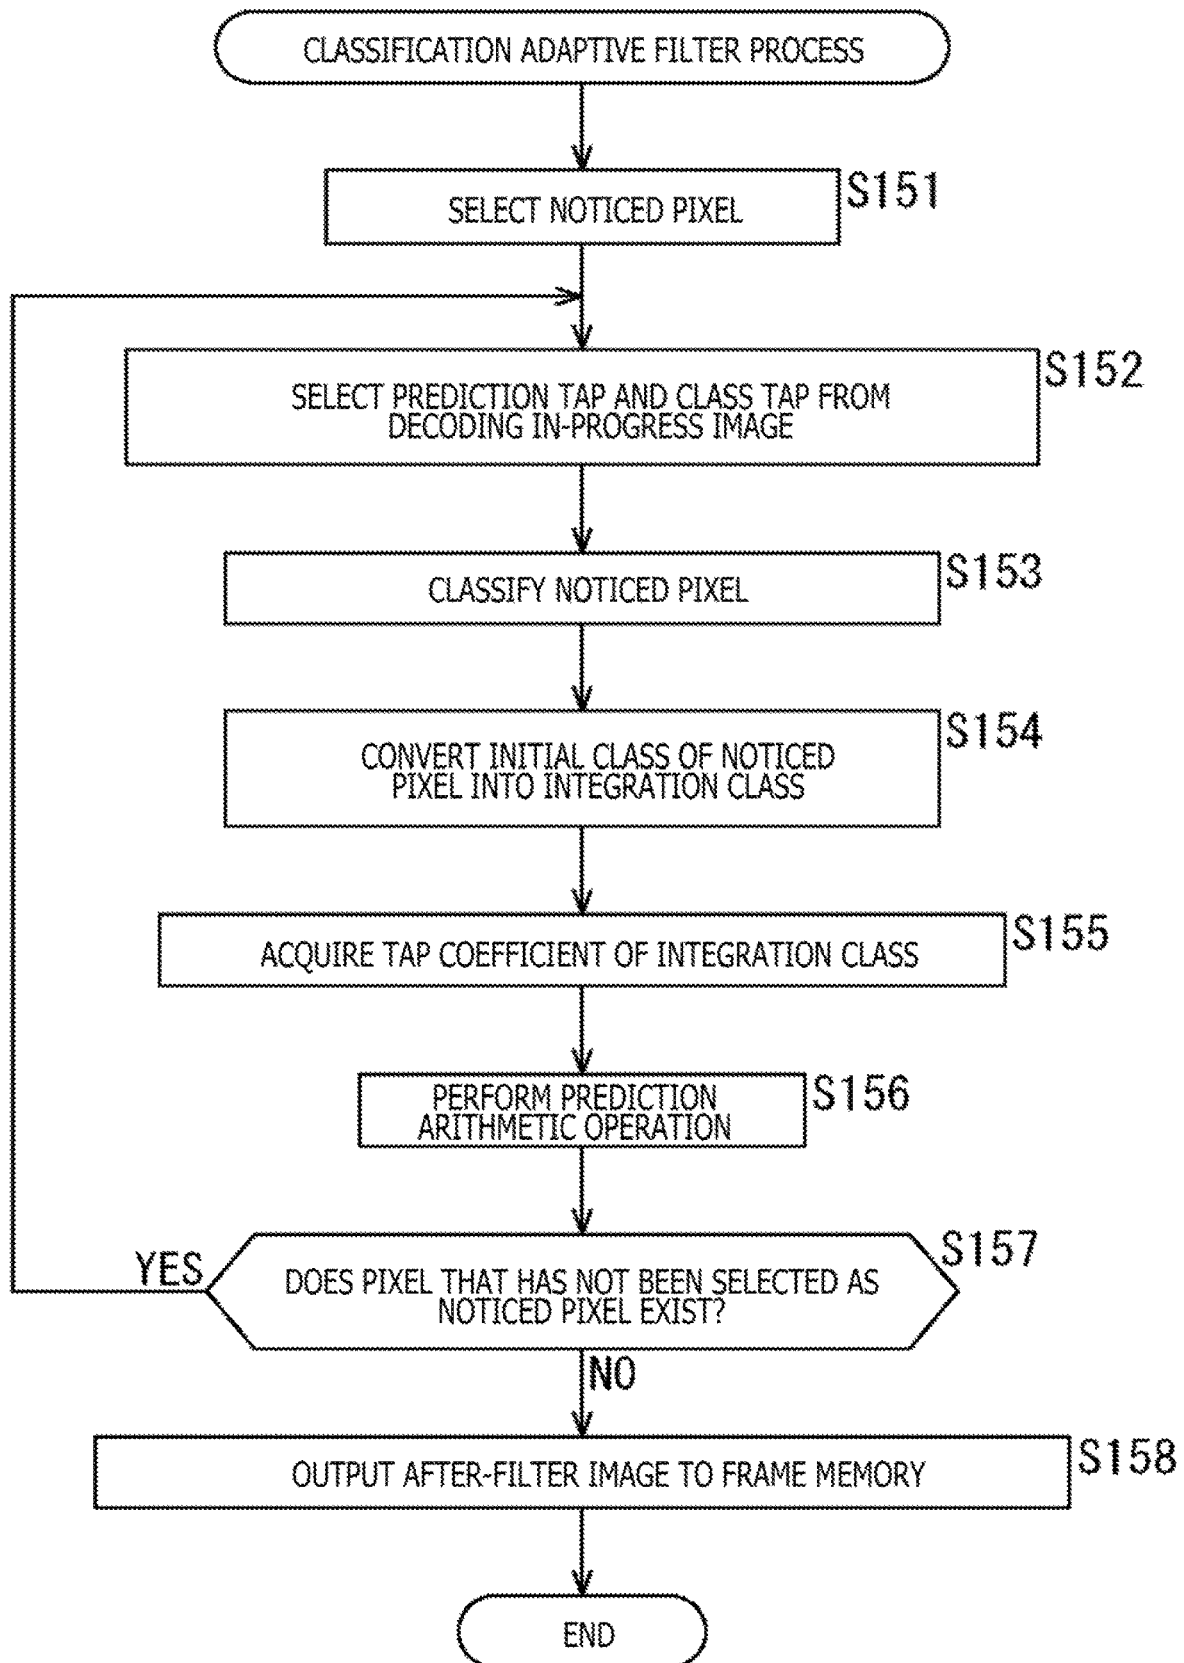 CLASSIFICATION ADAPTIVE FILTER PROCESS
S151
SELECT NOTICED PIXEL
S152
SELECT PREDICTION TAP AND CLASS TAP FROM
DECODING IN-PROGRESS IMAGE
S153
CLASSIFY NOTICED PIXEL
S154
CONVERT INITIAL CLASS OF NOTICED
PIXEL INTO INTEGRATION CLASS
S155
ACQUIRE TAP COEFFICIENT OF INTEGRATION CLASS
S156
PERFORM PREDICTION
ARITHMETIC OPERATION
S157
YES
DOES PIXEL THAT HAS NOT BEEN SELECTED AS
NOTICED PIXEL EXIST?
NO
S158
OUTPUT AFTER-FILTER IMAGE TO FRAME MEMORY
END